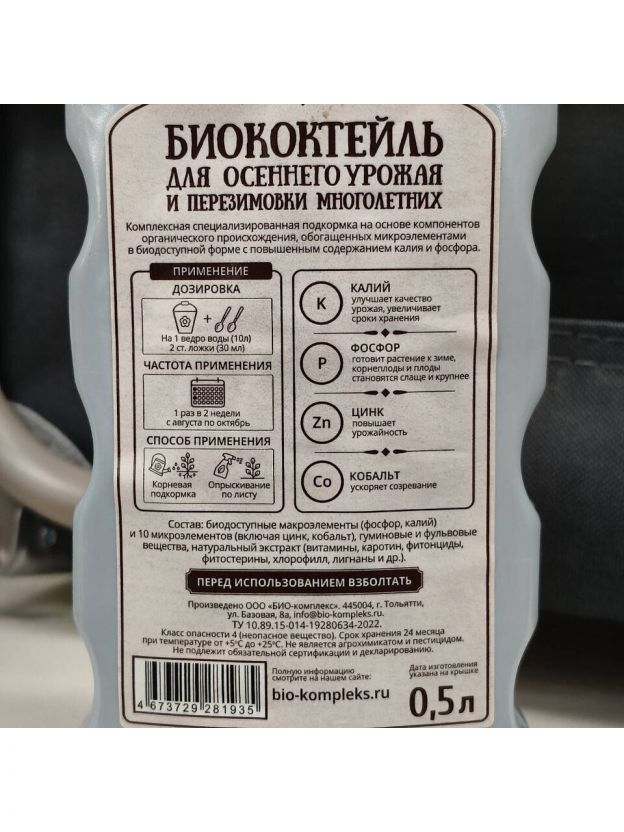 БИОКОКТЕЙЛЬ
ДЛЯ ОСЕННЕГО УРОЖАЯ
И ПЕРЕЗИМОВКИ МНОГОЛЕТНИХ
Комплексная специализированная подкормка на основе компонентов
органического происхождения, обогащенных микроэлементами
в биодоступной форме с повышенным содержанием калия и фосфора.
ПРИМЕНЕНИЕ
ДОЗИРОВКА
+
На 1 ведро воды (10л)
2 ст. ложки (30 мл)
ЧАСТОТА ПРИМЕНЕНИЯ
1 раз в 2 недели
с августа по октябрь
СПОСОБ ПРИМЕНЕНИЯ
Корневая подкормка
Опрыскивание по листу
K
КАЛИЙ
улучшает качество
урожая, увеличивает
сроки хранения
P
ФОСФОР
готовит растение к зиме,
корнеплоды и плоды
становятся слаще и крупнее
Zn
ЦИНК
повышает
урожайность
Co
КОБАЛЬТ
ускоряет созревание
Состав: биодоступные макроэлементы (фосфор, калий)
и 10 микроэлементов (включая цинк, кобальт), гуминовые и фульвовые
вещества, натуральный экстракт (витамины, каротин, фитонциды,
фитостерины, хлорофилл, лигнаны и др.).
ПЕРЕД ИСПОЛЬЗОВАНИЕМ ВЗБОЛТАТЬ
Произведено ООО «БИО-комплекс». 445004, г. Тольятти,
ул. Базовая, 8а, info@bio-kompleks.ru
ТУ 10.89.15-014-19280634-2022.
Класс опасности 4 (неопасное вещество). Срок хранения 24 месяца
при температуре от +5°С до +25°С. Не является агрохимикатом и пестицидом.
Не подлежит обязательной сертификации и декларированию.
4 673729 281935
Полную информацию
смотрите на нашем сайте:
bio-kompleks.ru
Дата изготовления
указана на крышке
0,5л